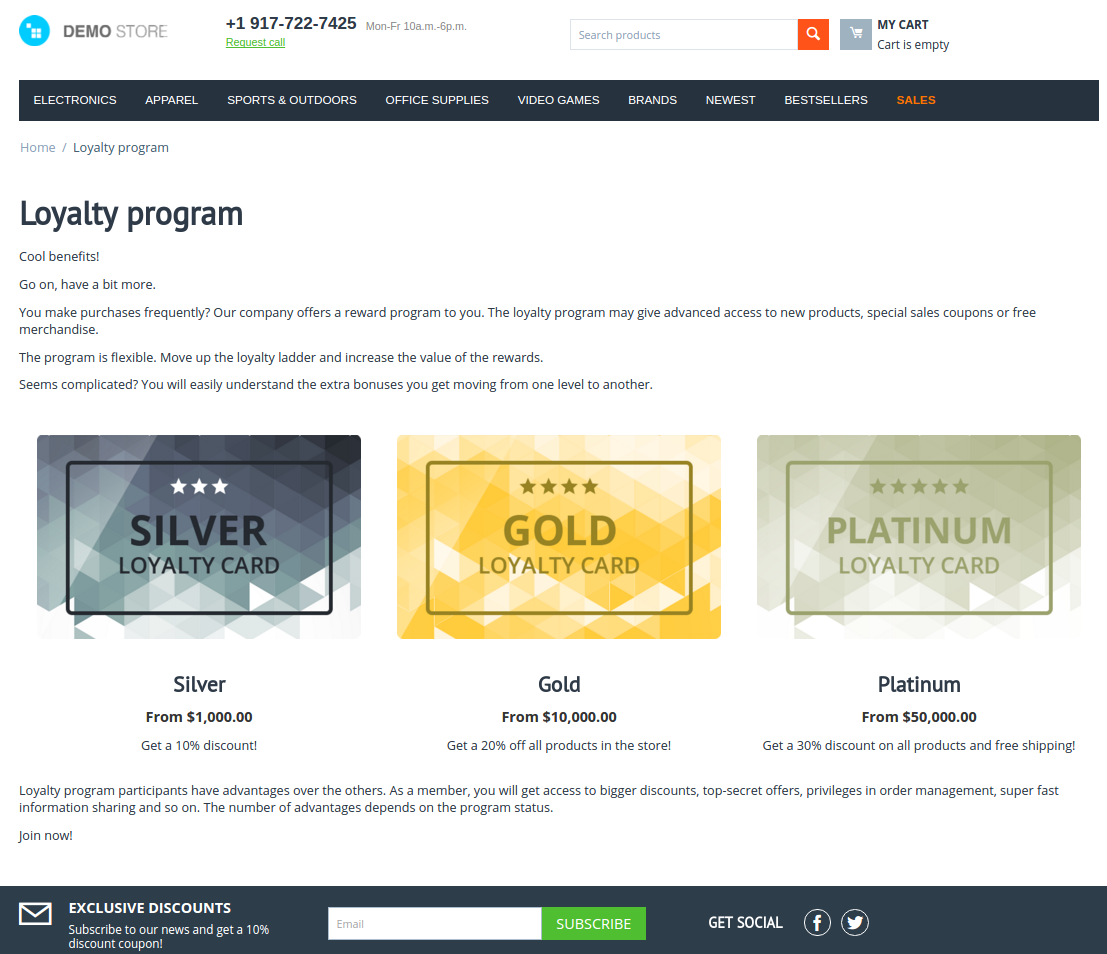 DEMO STORE
+1 917-722-7425 Mon-Fr 10a.m.-6p.m.
Request call
Search products
MY CART
Cart is empty
ELECTRONICS APPAREL SPORTS & OUTDOORS OFFICE SUPPLIES VIDEO GAMES BRANDS NEWEST BESTSELLERS SALES
Home / Loyalty program
Loyalty program
Cool benefits!
Go on, have a bit more.
You make purchases frequently? Our company offers a reward program to you. The loyalty program may give advanced access to new products, special sales coupons or free
merchandise.
The program is flexible. Move up the loyalty ladder and increase the value of the rewards.
Seems complicated? You will easily understand the extra bonuses you get moving from one level to another.
SILVER
LOYALTY CARD
GOLD
LOYALTY CARD
PLATINUM
LOYALTY CARD
Silver
From $1,000.00
Get a 10% discount!
Gold
From $10,000.00
Get a 20% off all products in the store!
Platinum
From $50,000.00
Get a 30% discount on all products and free shipping!
Loyalty program participants have advantages over the others. As a member, you will get access to bigger discounts, top-secret offers, privileges in order management, super fast
information sharing and so on. The number of advantages depends on the program status.
Join now!
EXCLUSIVE DISCOUNTS
Subscribe to our news and get a 10%
discount coupon!
Email
SUBSCRIBE
GET SOCIAL